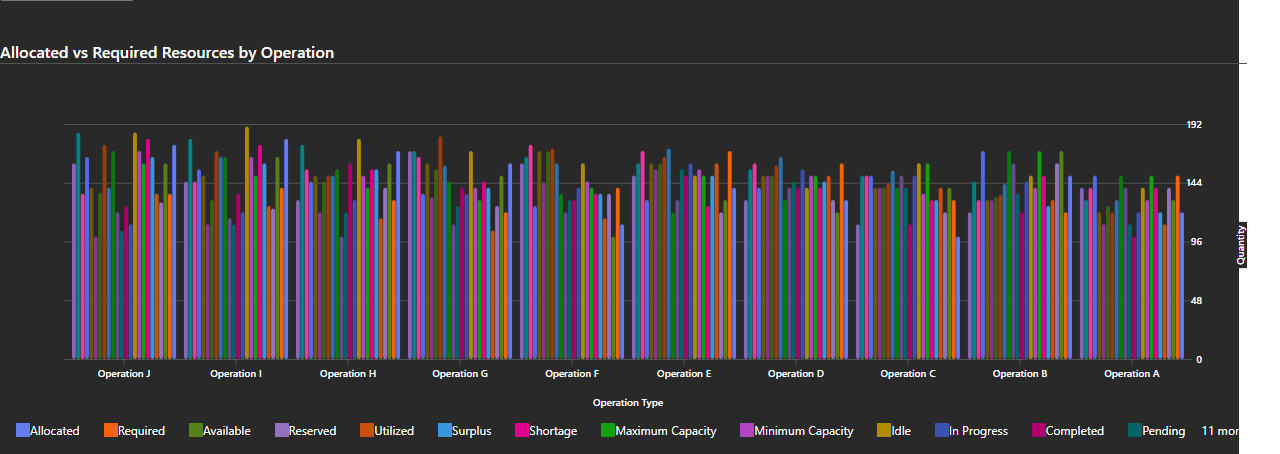 Allocated vs Required Resources by Operation
192
144
96
48
0
Quantity
Operation J Operation I Operation H Operation G Operation F Operation E Operation D Operation C Operation B Operation A
Operation Type
Allocated Required Available Reserved Utilized Surplus Shortage Maximum Capacity Minimum Capacity Idle In Progress Completed Pending 11 mor